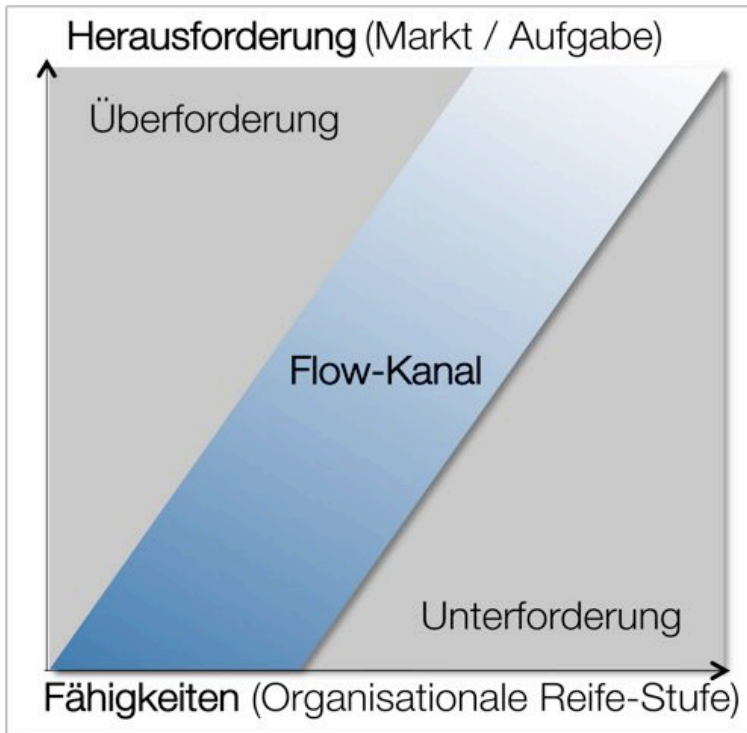 Herausforderung (Markt / Aufgabe)
Überforderung
Flow-Kanal
Unterforderung
Fähigkeiten (Organisationale Reife-Stufe)